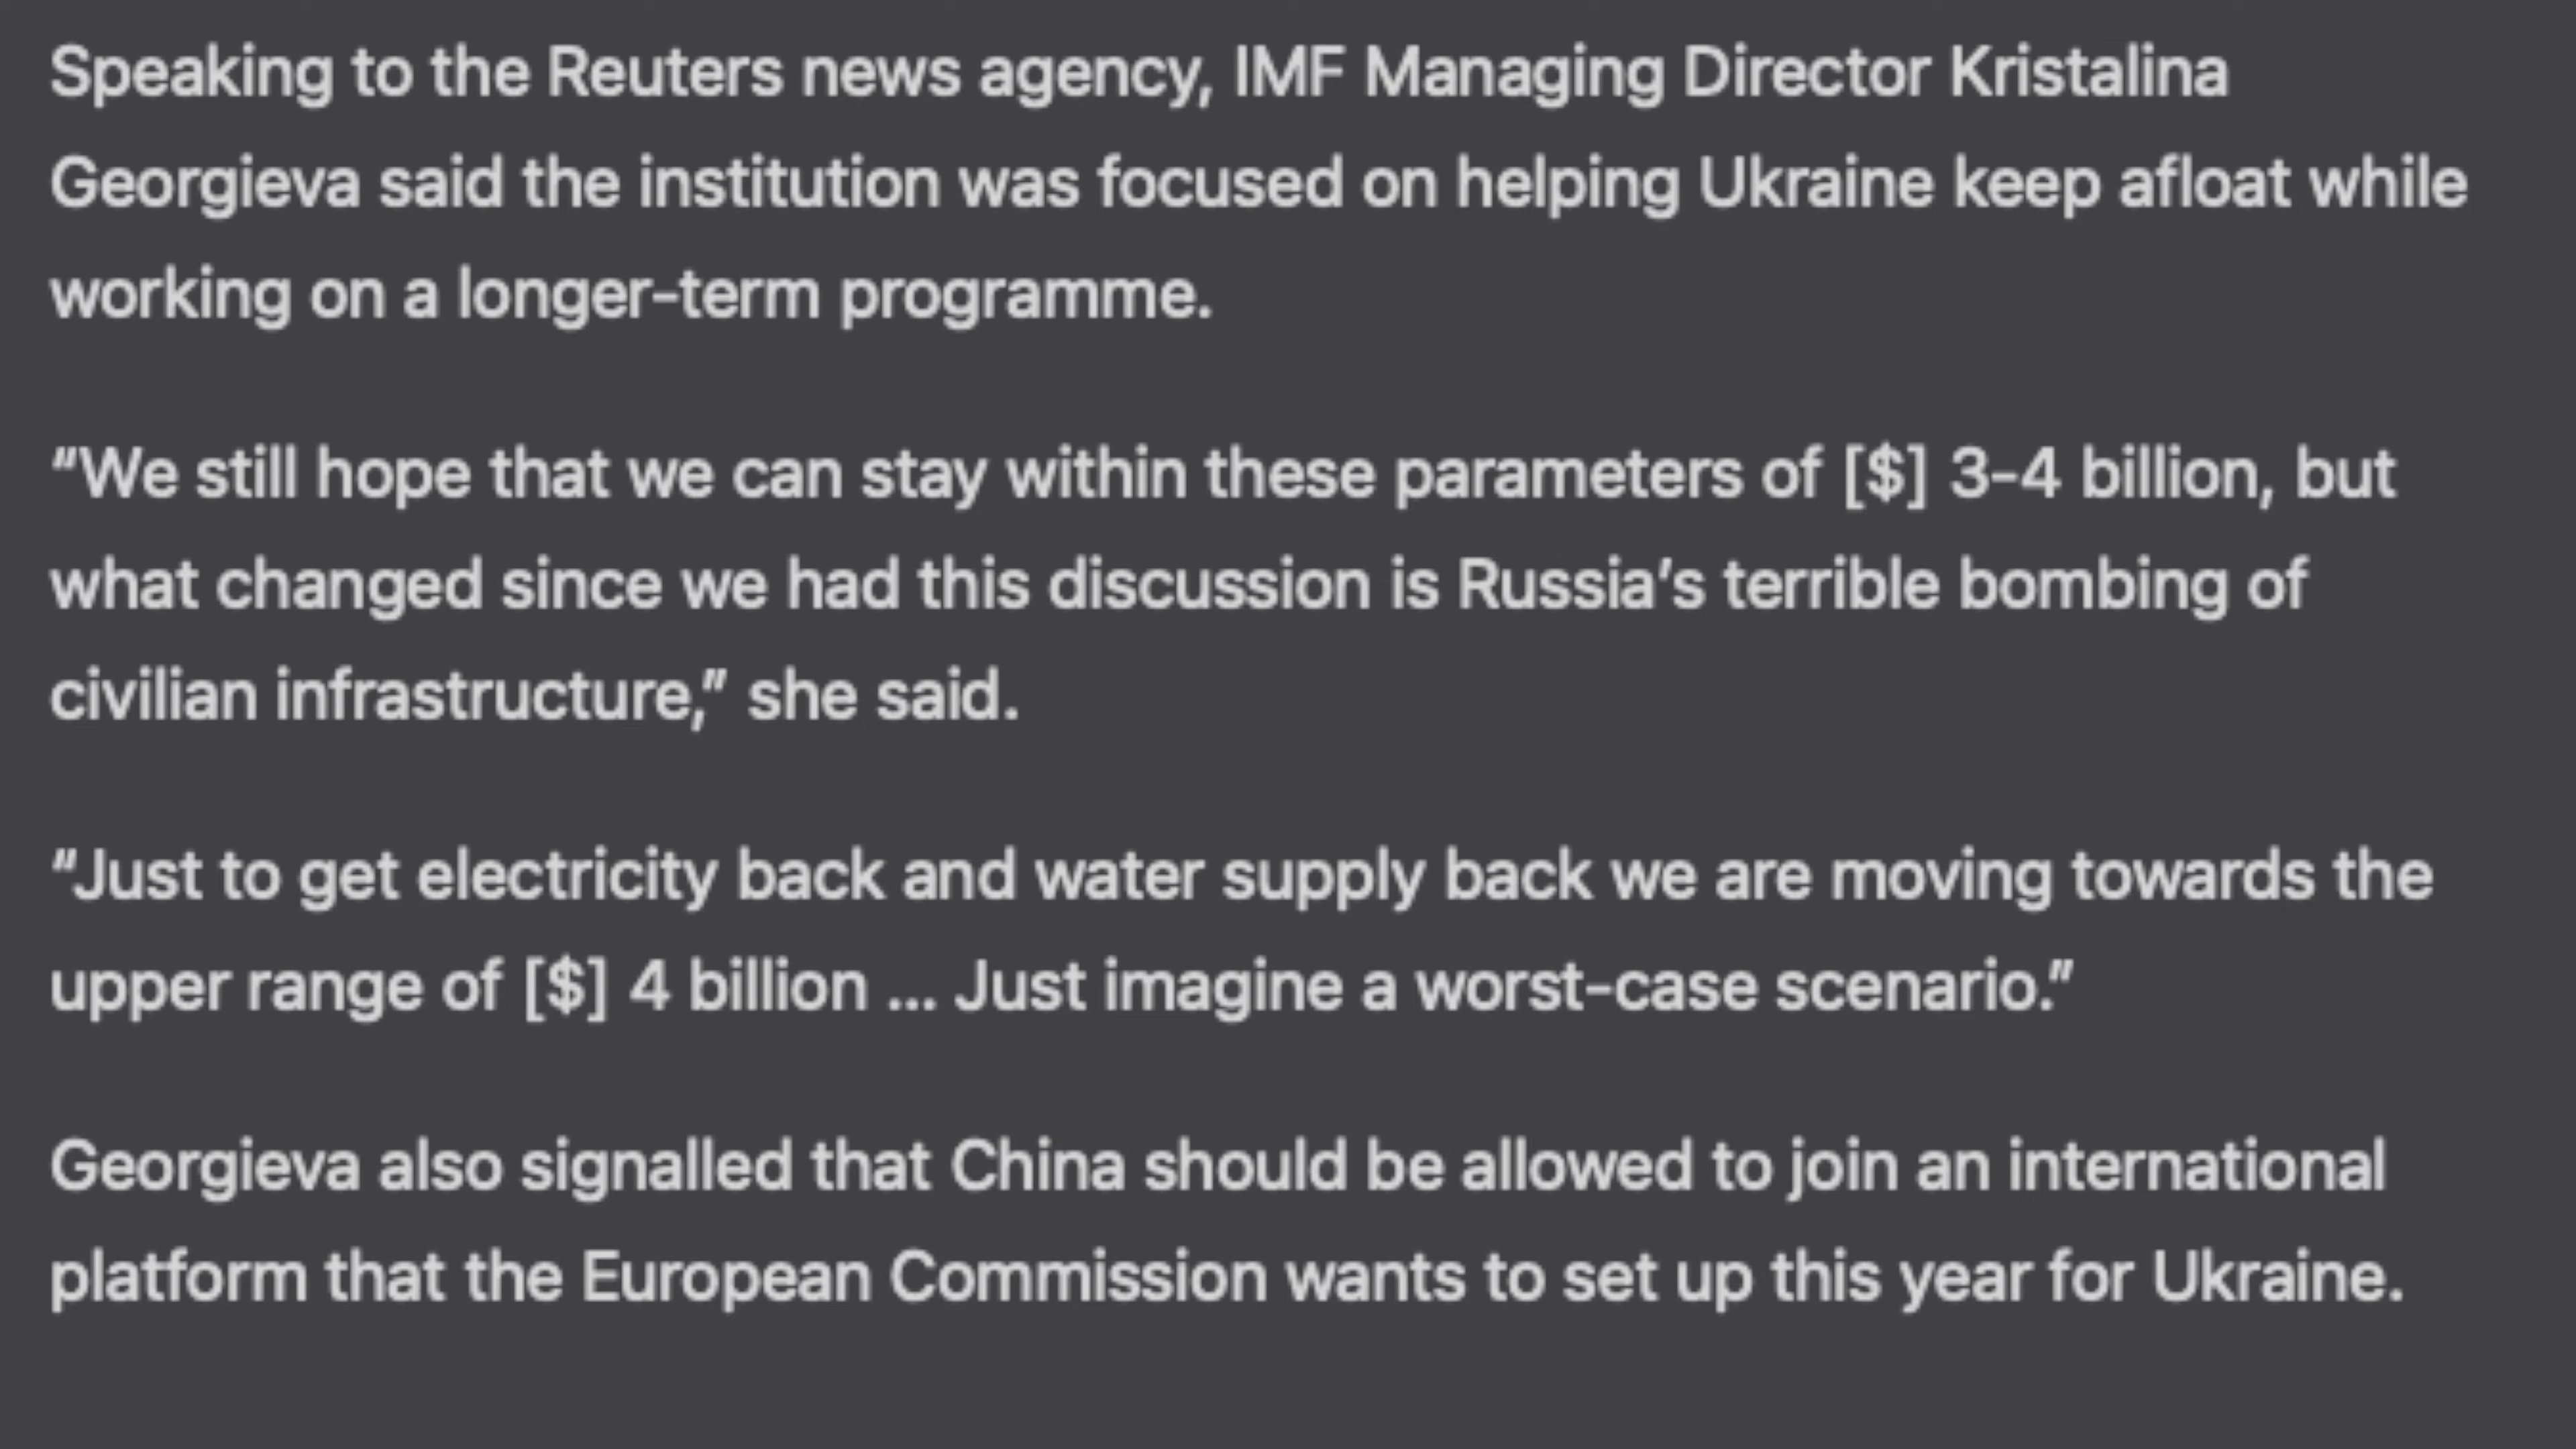 Speaking to the Reuters news agency, IMF Managing Director Kristalina
Georgieva said the institution was focused on helping Ukraine keep afloat while
working on a longer-term programme.
“We still hope that we can stay within these parameters of [$] 3-4 billion, but
what changed since we had this discussion is Russia’s terrible bombing of
civilian infrastructure,” she said.
“Just to get electricity back and water supply back we are moving towards the
upper range of [$] 4 billion ... Just imagine a worst-case scenario.”
Georgieva also signalled that China should be allowed to join an international
platform that the European Commission wants to set up this year for Ukraine.